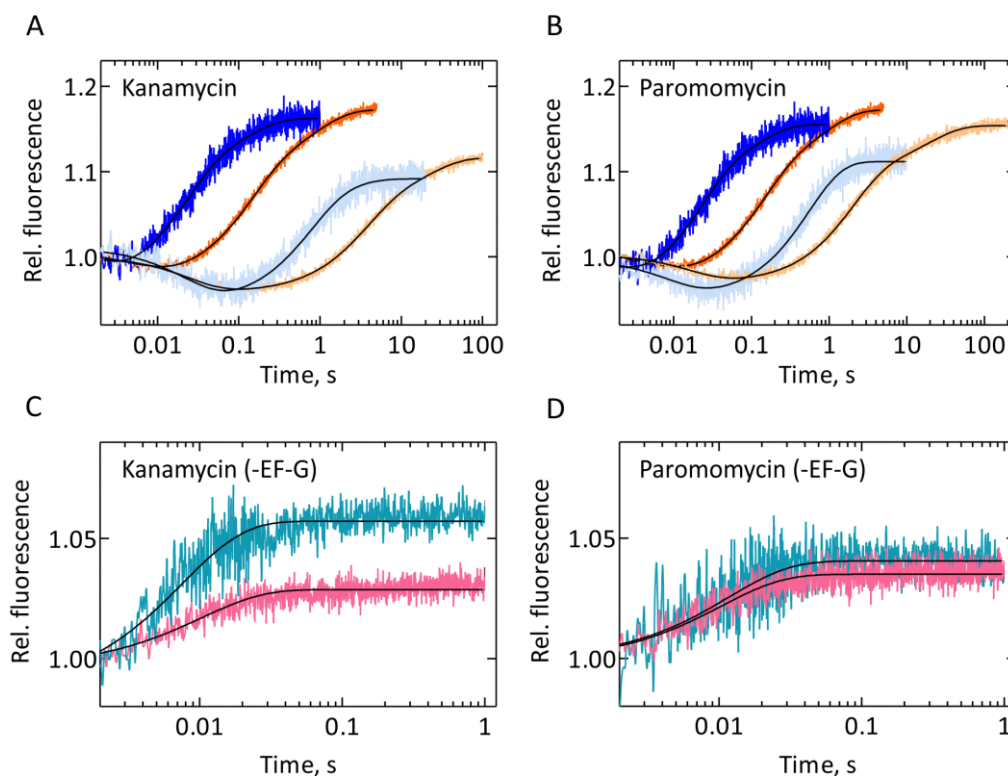 A
Rel. fluorescence
Kanamycin
1.2
1.1
1.0
0.01 0.1 1 10 100
Time, s
B
Rel. fluorescence
Paromomycin
1.2
1.1
1.0
0.01 0.1 1 10 100
Time, s
C
Rel. fluorescence
Kanamycin (-EF-G)
1.05
1.00
0.01 0.1 1
Time, s
D
Rel. fluorescence
Paromomycin (-EF-G)
1.05
1.00
0.01 0.1 1
Time, s